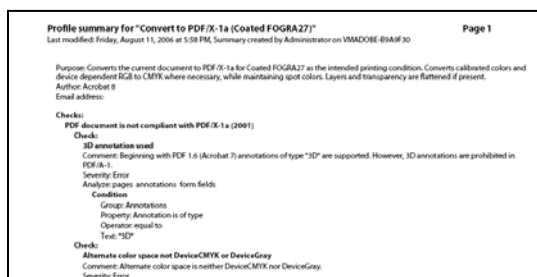 Profile summary for "Convert to PDF/X-1a (Coated FOGRA27)" Page 1
Last modified: Friday, August 11, 2006 at 5:58 PM, Summary created by Administrator on VMADOBE-B9A9F30
Purpose: Converts the current document to PDF/X-1a for Coated FOGRA27 as the intended printing condition. Converts calibrated colors and
device dependent RGB to CMYK where necessary, while maintaining spot colors. Layers and transparency are flattened if present.
Author: Acrobat 8
Email address:
Checks:
PDF document is not compliant with PDF/X-1a (2001)
Check:
3D annotation used
Comment: Beginning with PDF 1.6 (Acrobat 7) annotations of type "3D" are supported. However, 3D annotations are prohibited in
PDF/A-1.
Severity: Error
Analyze: pages annotations form fields
Condition
Group: Annotations
Property: Annotation is of type
Operator: equal to
Text: "3D"
Check:
Alternate color space not DeviceCMYK or DeviceGray
Comment: Alternate color space is neither DeviceCMYK nor DeviceGray.
Severity: Error